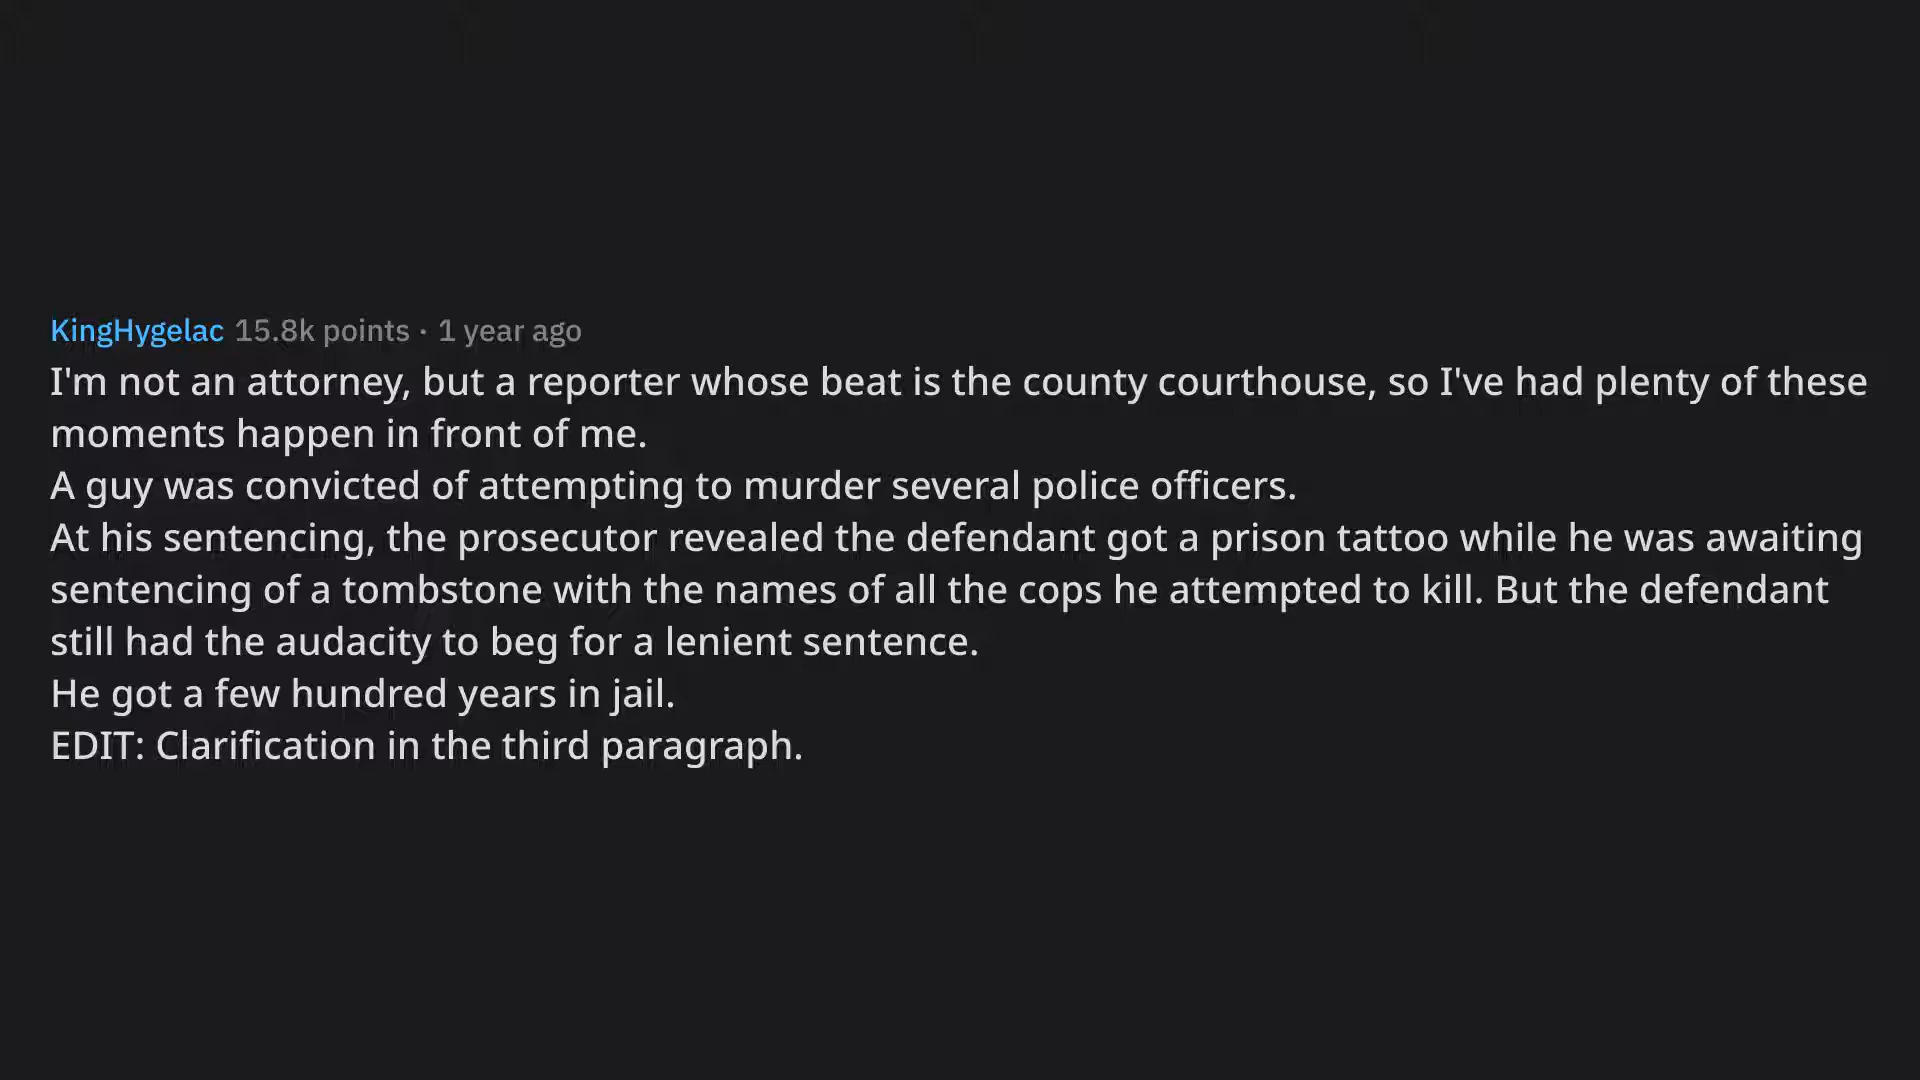 KingHygelac 15.8k points · 1 year ago
I'm not an attorney, but a reporter whose beat is the county courthouse, so I've had plenty of these
moments happen in front of me.
A guy was convicted of attempting to murder several police officers.
At his sentencing, the prosecutor revealed the defendant got a prison tattoo while he was awaiting
sentencing of a tombstone with the names of all the cops he attempted to kill. But the defendant
still had the audacity to beg for a lenient sentence.
He got a few hundred years in jail.
EDIT: Clarification in the third paragraph.